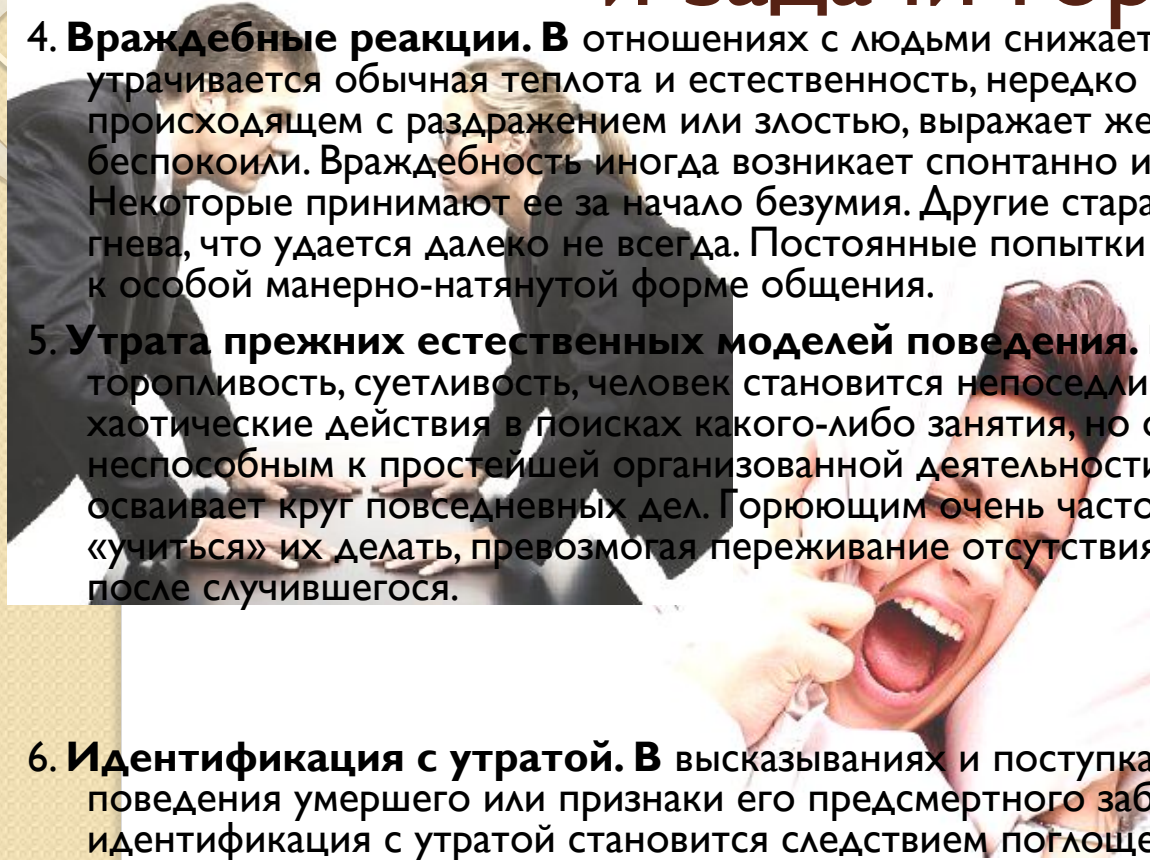 и задачи гор
4. Враждебные реакции. В отношениях с людьми снижает
утрачивается обычная теплота и естественность, нередко
происходящем с раздражением или злостью, выражает же
беспокоили. Враждебность иногда возникает спонтанно и
Некоторые принимают ее за начало безумия. Другие стара
гнева, что удается далеко не всегда. Постоянные попытки
к особой манерно-натянутой форме общения.
5. Утрата прежних естественных моделей поведения.
торопливость, суетливость, человек становится непоседли
хаотические действия в поисках какого-либо занятия, но о
неспособным к простейшей организованной деятельности
осваивает круг повседневных дел. Горюющим очень часто
«учиться» их делать, превозмогая переживание отсутствия
после случившегося.
6. Идентификация с утратой. В высказываниях и поступка
поведения умершего или признаки его предсмертного заб
идентификация с утратой становится следствием поглоще